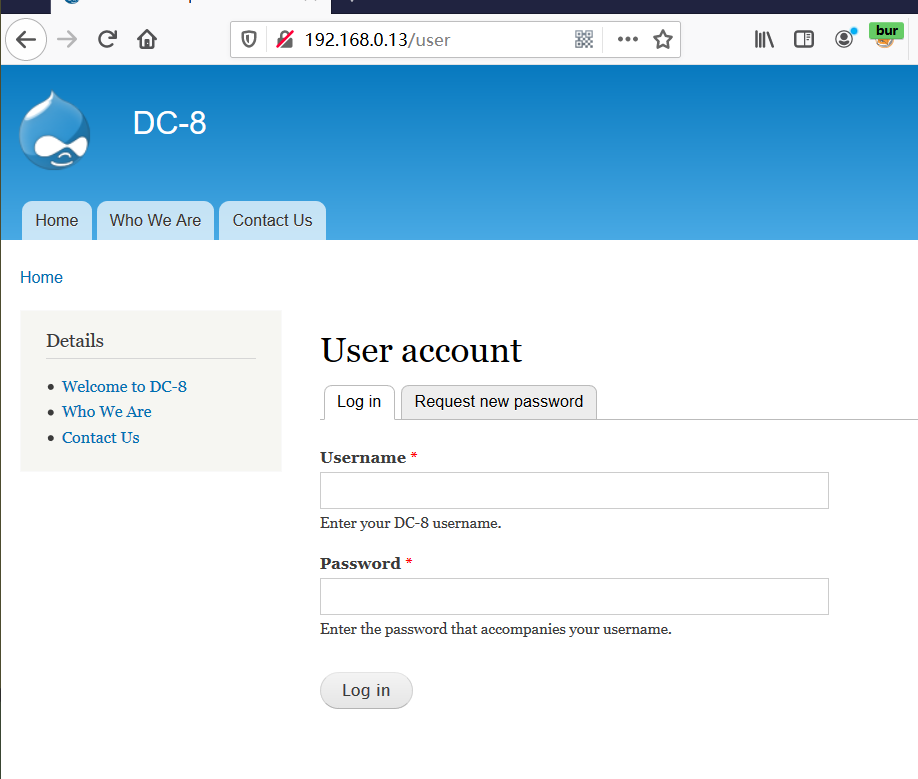 192.168.0.13/user
bur
DC-8
Home
Who We Are
Contact Us
Home
Details
Welcome to DC-8
Who We Are
Contact Us
User account
Log in
Request new password
Username *
Enter your DC-8 username.
Password *
Enter the password that accompanies your username.
Log in